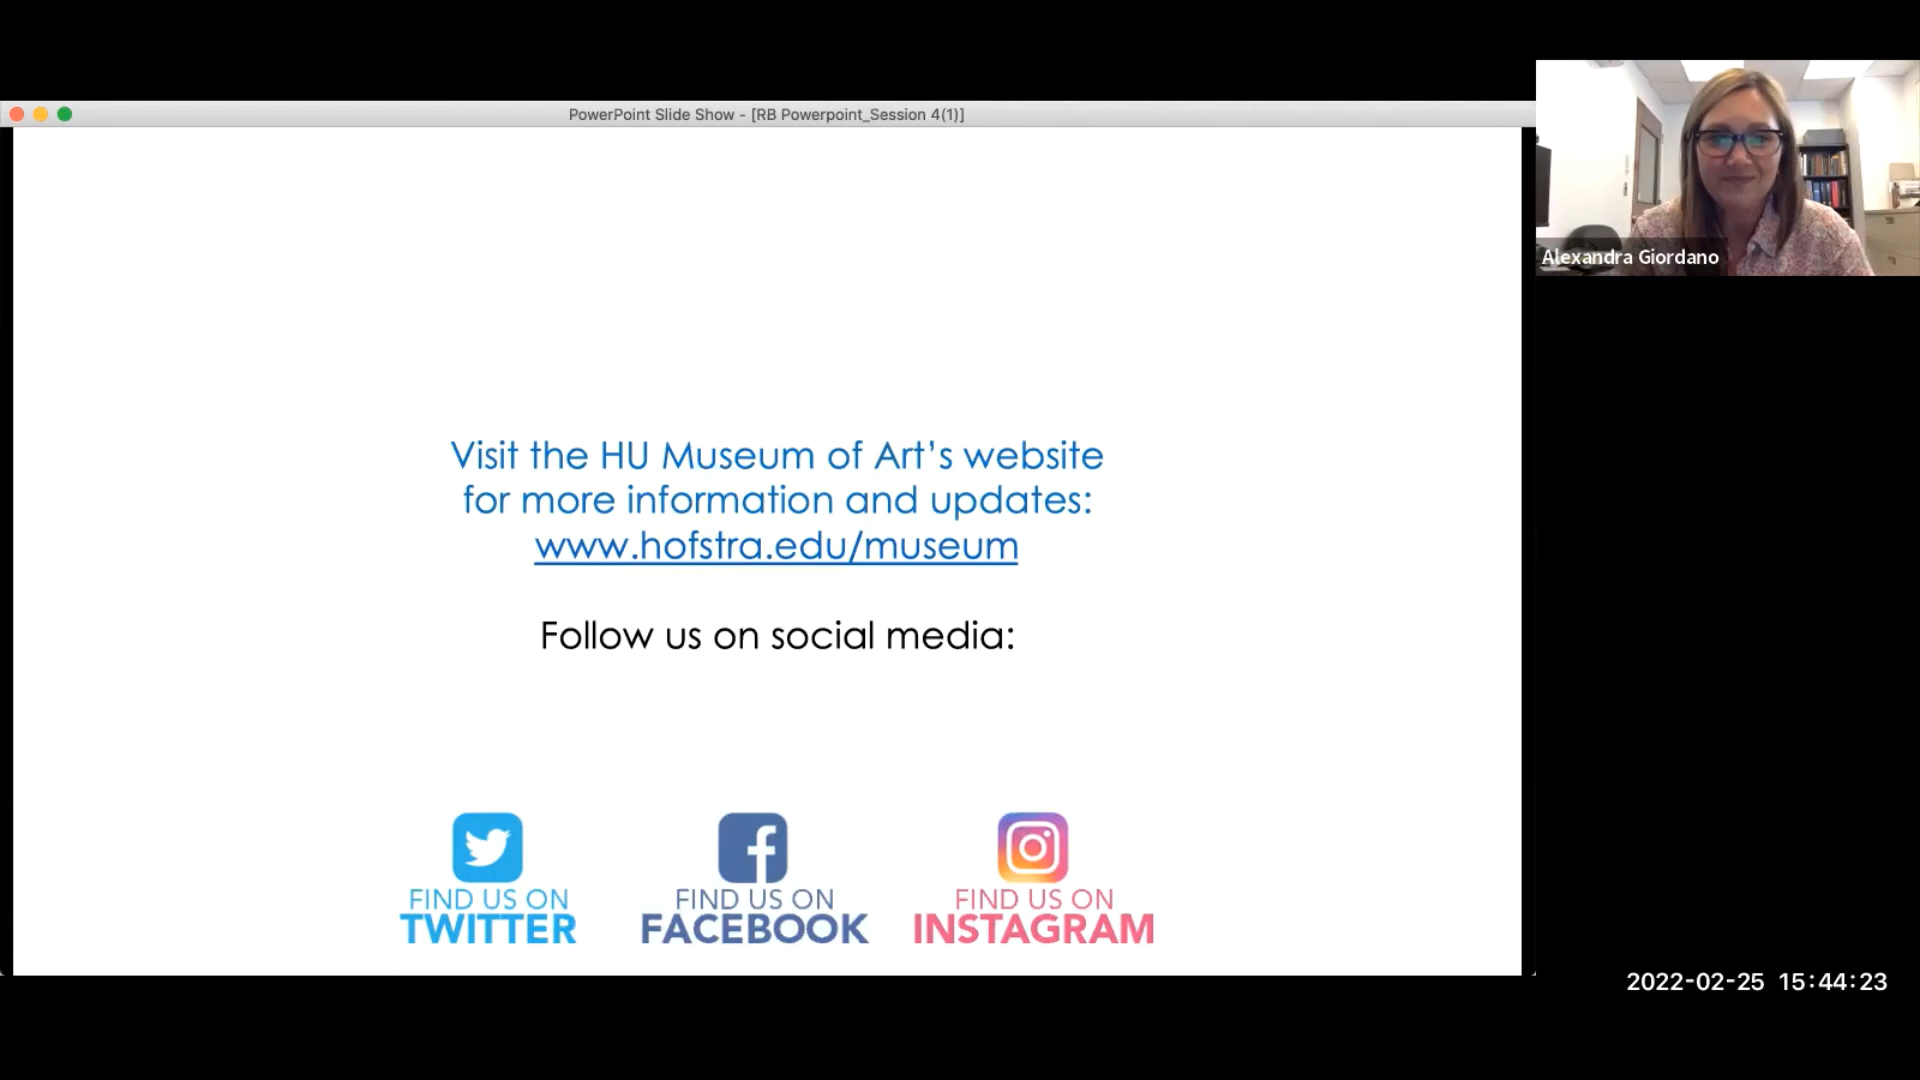 PowerPoint Slide Show - [RB Powerpoint_Session 4(1)]
Alexandra Giordano
Visit the HU Museum of Art’s website
for more information and updates:
www.hofstra.edu/museum
Follow us on social media:
FIND US ON
TWITTER
FIND US ON
FACEBOOK
FIND US ON
INSTAGRAM
2022-02-25 15:44:23